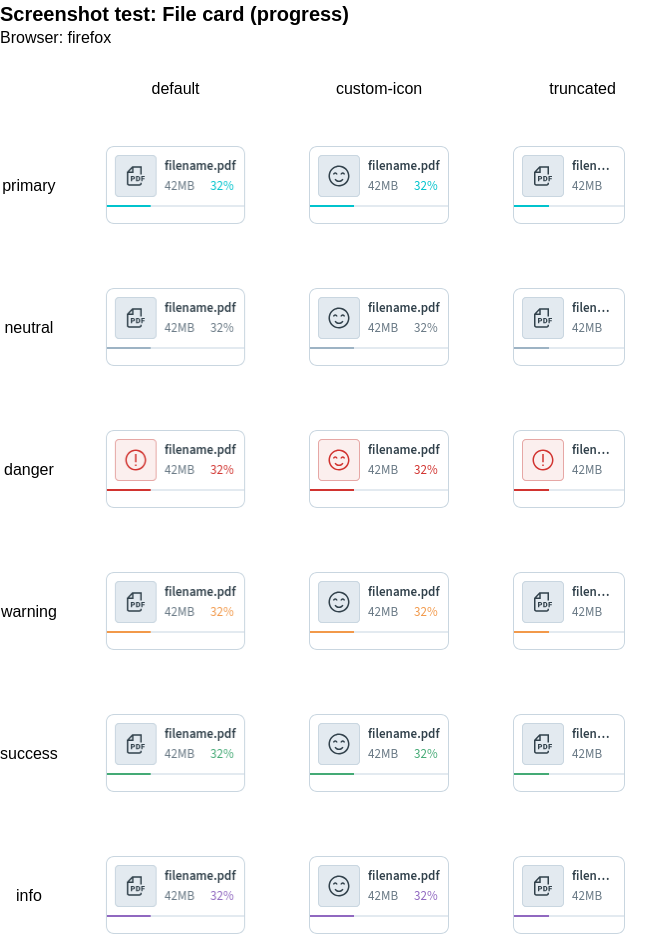 Screenshot test: File card (progress)
Browser: firefox
default custom-icon truncated
primary
PDF filename.pdf 42MB 32%
filename.pdf 42MB 32%
PDF filen... 42MB
neutral
PDF filename.pdf 42MB 32%
filename.pdf 42MB 32%
PDF filen... 42MB
danger
filename.pdf 42MB 32%
filename.pdf 42MB 32%
filen... 42MB
warning
PDF filename.pdf 42MB 32%
filename.pdf 42MB 32%
PDF filen... 42MB
success
PDF filename.pdf 42MB 32%
filename.pdf 42MB 32%
PDF filen... 42MB
info
PDF filename.pdf 42MB 32%
filename.pdf 42MB 32%
PDF filen... 42MB